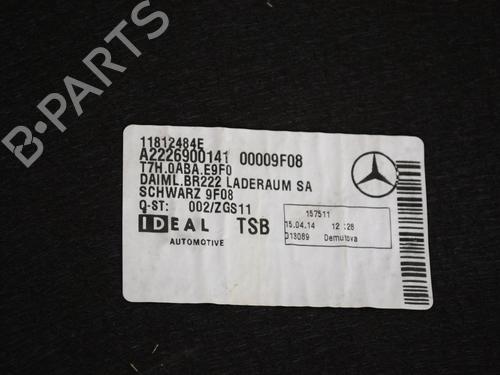 11812484E
A2226900141 00009F08
T7H.0ABA.E9F0
DAIML.BR222 LADERAUM SA
SCHWARZ 9F08
Q-ST: 002/ZGS11
157511
15.04.14 12:28
013089 Demutova
IDEAL TSB
AUTOMOTIVE
B-PARTS